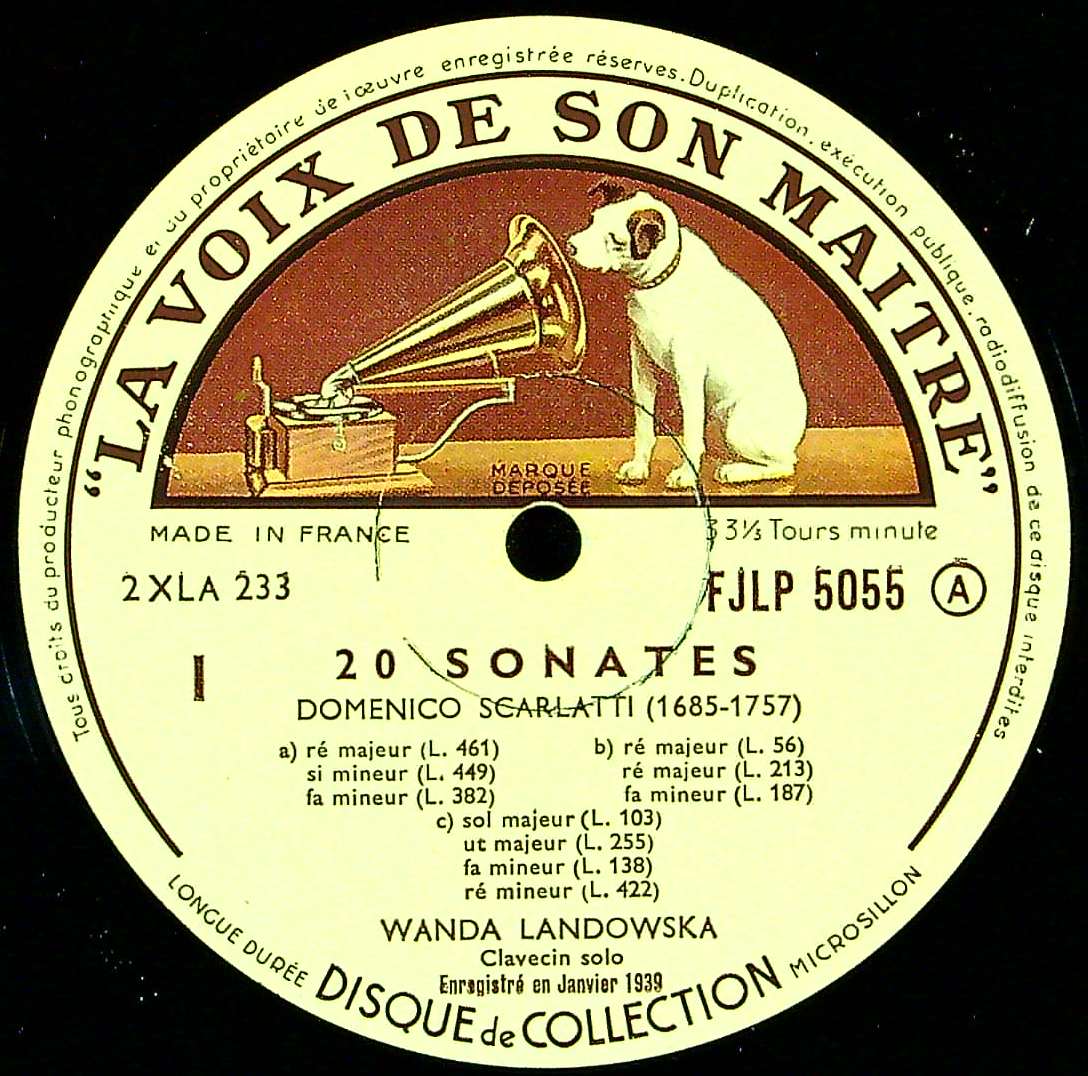 Tous droits du producteur phonographique et du propriétaire de l'œuvre enregistrée réservés. Duplication, exécution publique, radiodiffusion de ce disque interdites
“LA VOIX DE SON MAITRE”
MARQUE
DÉPOSÉE
MADE IN FRANCE 33⅓ Tours minute
2XLA 233 FJLP 5055 A
I 20 SONATES
DOMENICO SCARLATTI (1685-1757)
a) ré majeur (L. 461) b) ré majeur (L. 56)
si mineur (L. 449) ré majeur (L. 213)
fa mineur (L. 382) fa mineur (L. 187)
c) sol majeur (L. 103)
ut majeur (L. 255)
fa mineur (L. 138)
ré mineur (L. 422)
WANDA LANDOWSKA
Clavecin solo
Enregistré en Janvier 1939
LONGUE DURÉE DISQUE de COLLECTION MICROSILLON